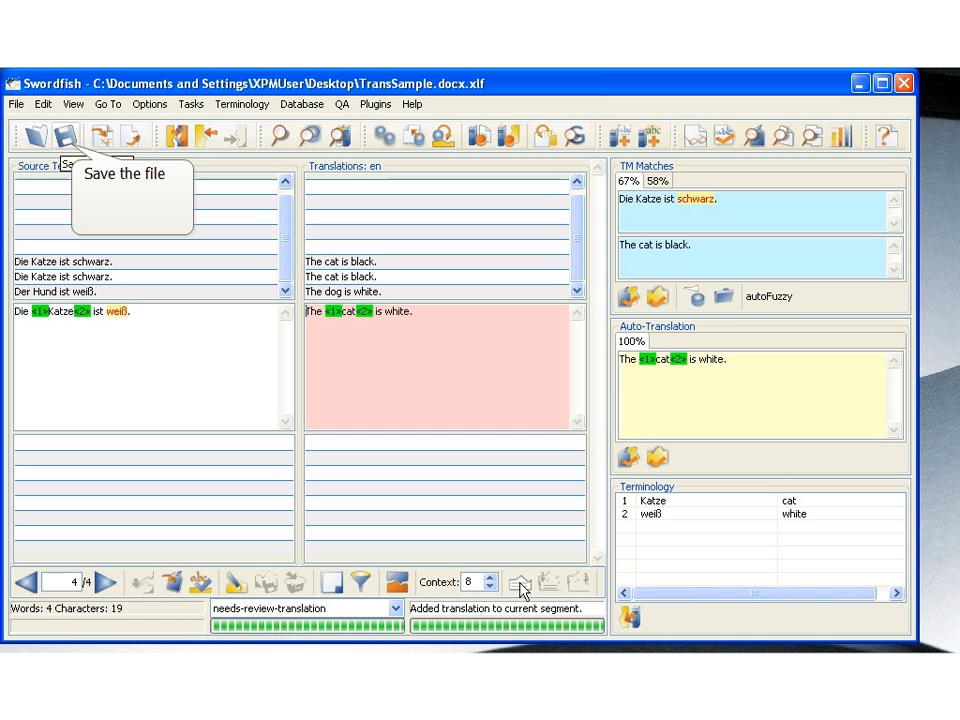 Swordfish - C:\Documents and Settings\XPMUser\Desktop\TransSample.docx.xlf
File Edit View Go To Options Tasks Terminology Database QA Plugins Help
Save the file
Source Te
Translations: en
Die Katze ist schwarz.
Die Katze ist schwarz.
Der Hund ist weiß.
The cat is black.
The cat is black.
The dog is white.
Die <1>Katze<2> ist weiß.
The <1>cat<2> is white.
TM Matches
67% 58%
Die Katze ist schwarz.
The cat is black.
autoFuzzy
Auto-Translation
100%
The <1>cat<2> is white.
Terminology
1 Katze cat
2 weiß white
4 /4
Context: 8
Words: 4 Characters: 19
needs-review-translation
Added translation to current segment.